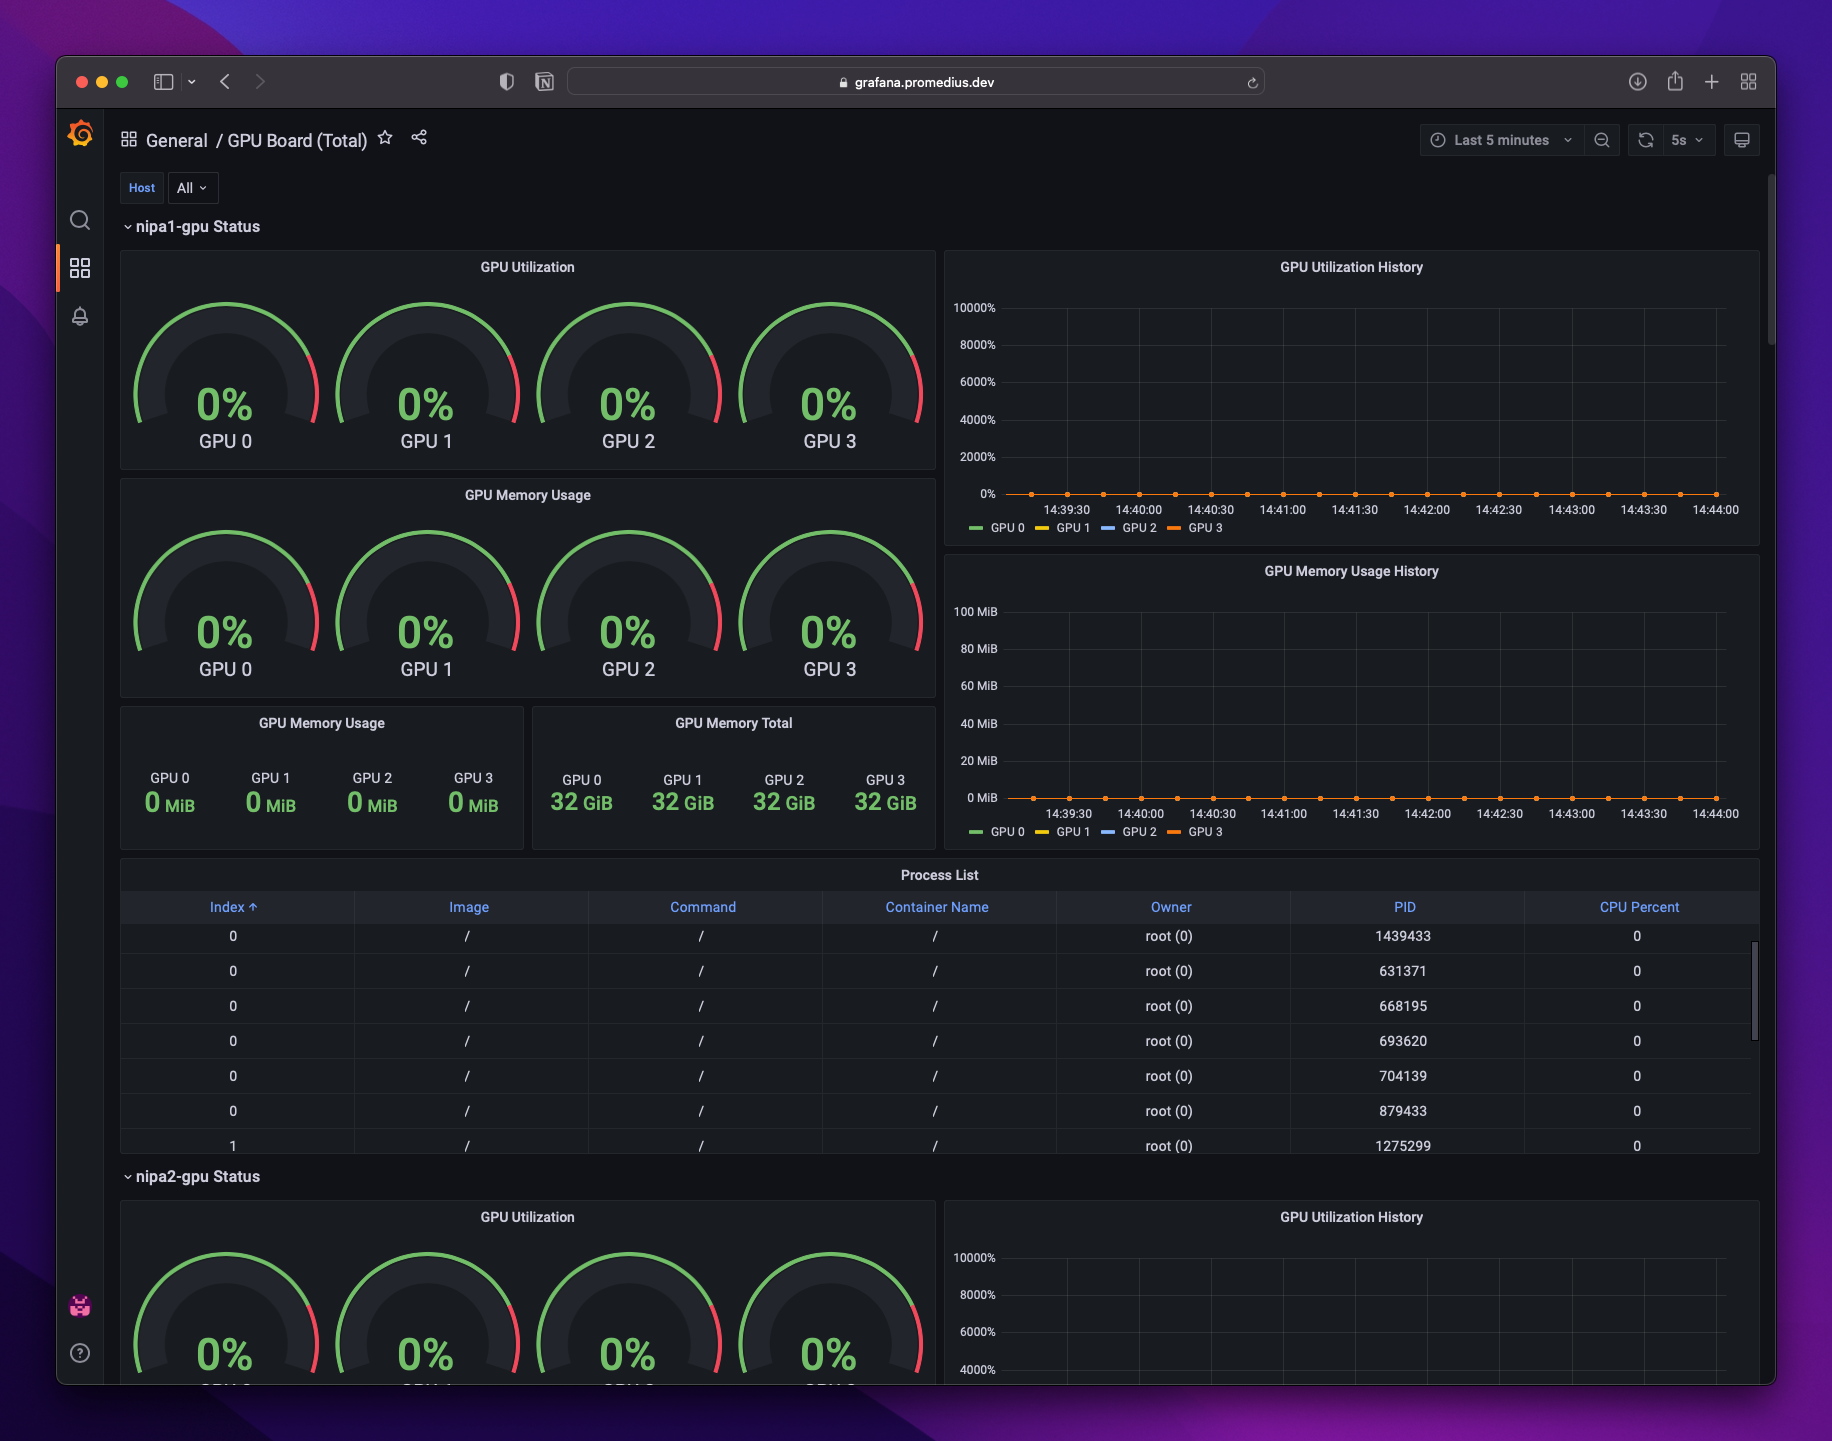 grafana.promedius.dev
General / GPU Board (Total)
Last 5 minutes
5s
Host
All
nipa1-gpu Status
GPU Utilization
0% 0% 0% 0%
GPU 0 GPU 1 GPU 2 GPU 3
GPU Utilization History
10000%
8000%
6000%
4000%
2000%
0%
14:39:30 14:40:00 14:40:30 14:41:00 14:41:30 14:42:00 14:42:30 14:43:00 14:43:30 14:44:00
GPU 0 GPU 1 GPU 2 GPU 3
GPU Memory Usage
0% 0% 0% 0%
GPU 0 GPU 1 GPU 2 GPU 3
GPU Memory Usage History
100 MiB
80 MiB
60 MiB
40 MiB
20 MiB
0 MiB
14:39:30 14:40:00 14:40:30 14:41:00 14:41:30 14:42:00 14:42:30 14:43:00 14:43:30 14:44:00
GPU 0 GPU 1 GPU 2 GPU 3
GPU Memory Usage
GPU 0 GPU 1 GPU 2 GPU 3
0 MiB 0 MiB 0 MiB 0 MiB
GPU Memory Total
GPU 0 GPU 1 GPU 2 GPU 3
32 GiB 32 GiB 32 GiB 32 GiB
Process List
Index Image Command Container Name Owner PID CPU Percent
0 / / / root (0) 1439433 0
0 / / / root (0) 631371 0
0 / / / root (0) 668195 0
0 / / / root (0) 693620 0
0 / / / root (0) 704139 0
0 / / / root (0) 879433 0
1 / / / root (0) 1275299 0
nipa2-gpu Status
GPU Utilization
0% 0% 0% 0%
GPU Utilization History
10000%
8000%
6000%
4000%